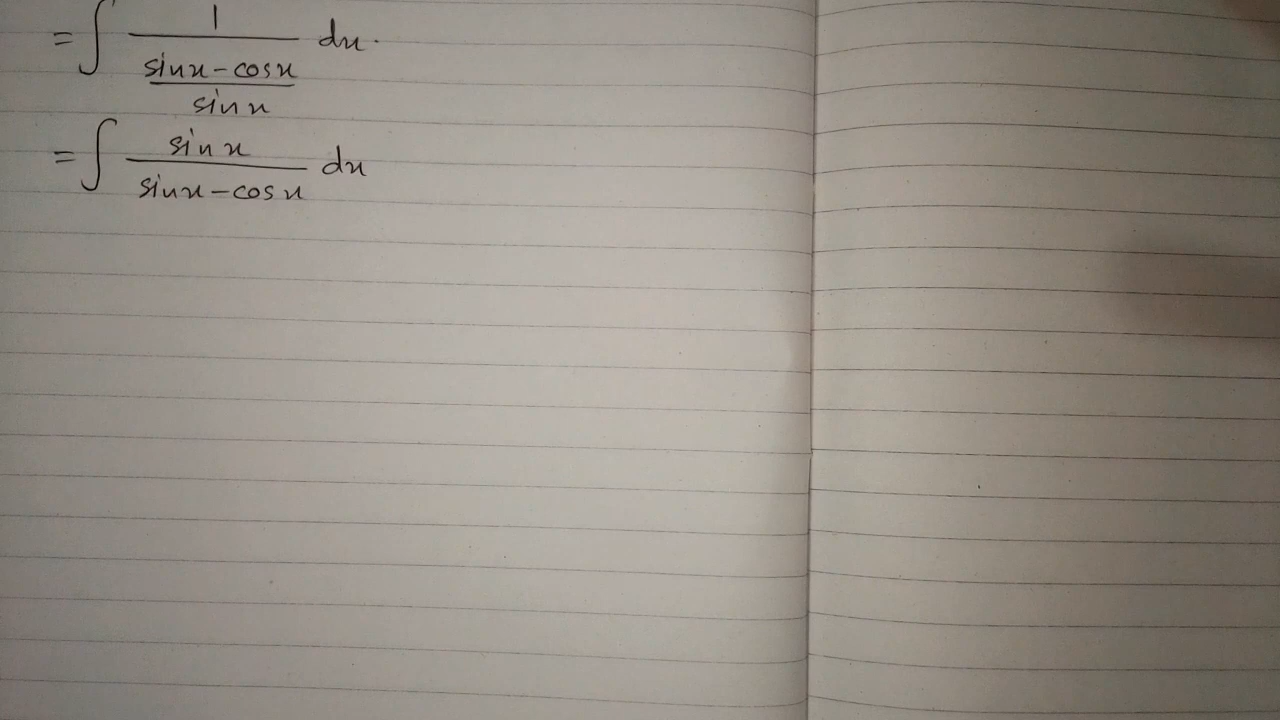 = ∫ 1 / ((sinx - cosx) / sinx) dx.
= ∫ sinx / (sinx - cosx) dx